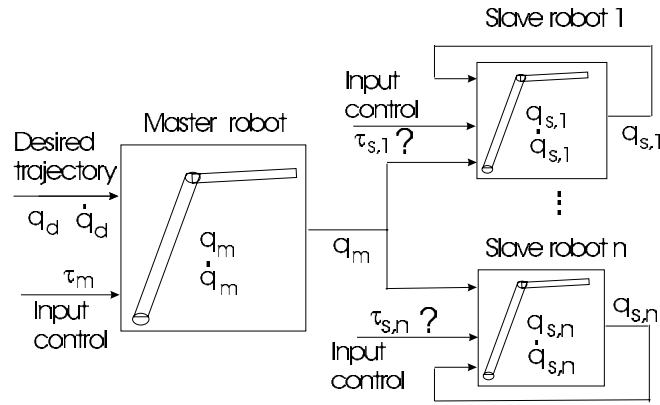 Slave robot 1
Input
control
τs,1 ?
qs,1
q̇s,1
qs,1
Master robot
Desired
trajectory
qd q̇d
qm
q̇m
qm
τm
Input
control
Slave robot n
τs,n ?
Input
control
qs,n
q̇s,n
qs,n